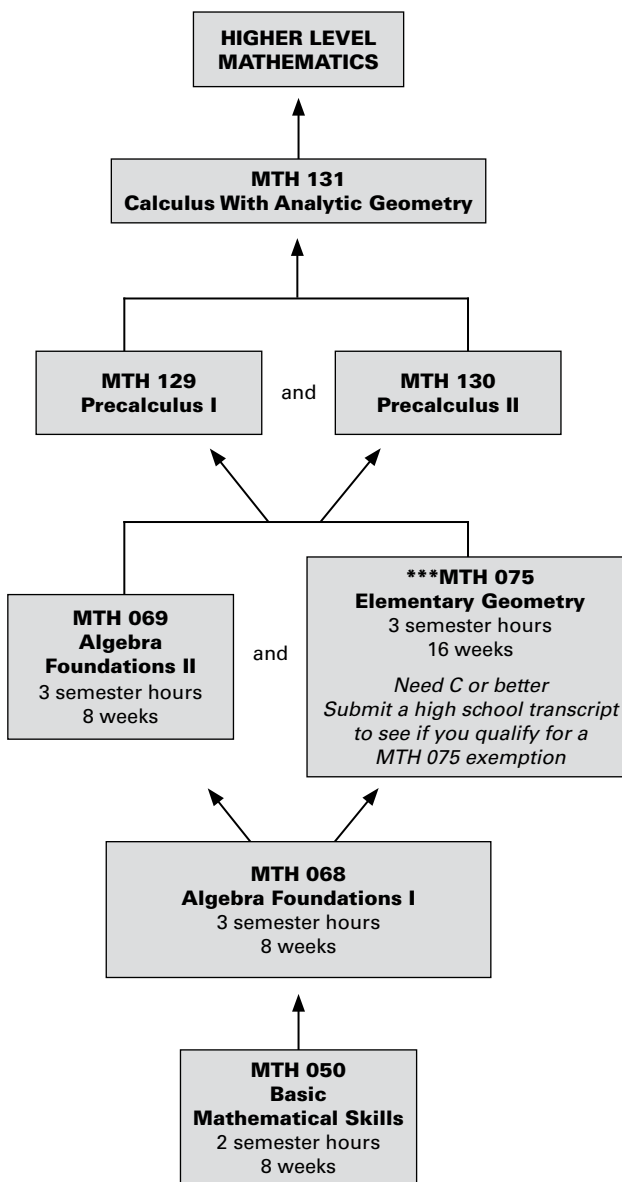 HIGHER LEVEL
MATHEMATICS
MTH 131
Calculus With Analytic Geometry
MTH 129
Precalculus I
and
MTH 130
Precalculus II
MTH 069
Algebra
Foundations II
3 semester hours
8 weeks
and
***MTH 075
Elementary Geometry
3 semester hours
16 weeks
Need C or better
Submit a high school transcript
to see if you qualify for a
MTH 075 exemption
MTH 068
Algebra Foundations I
3 semester hours
8 weeks
MTH 050
Basic
Mathematical Skills
2 semester hours
8 weeks